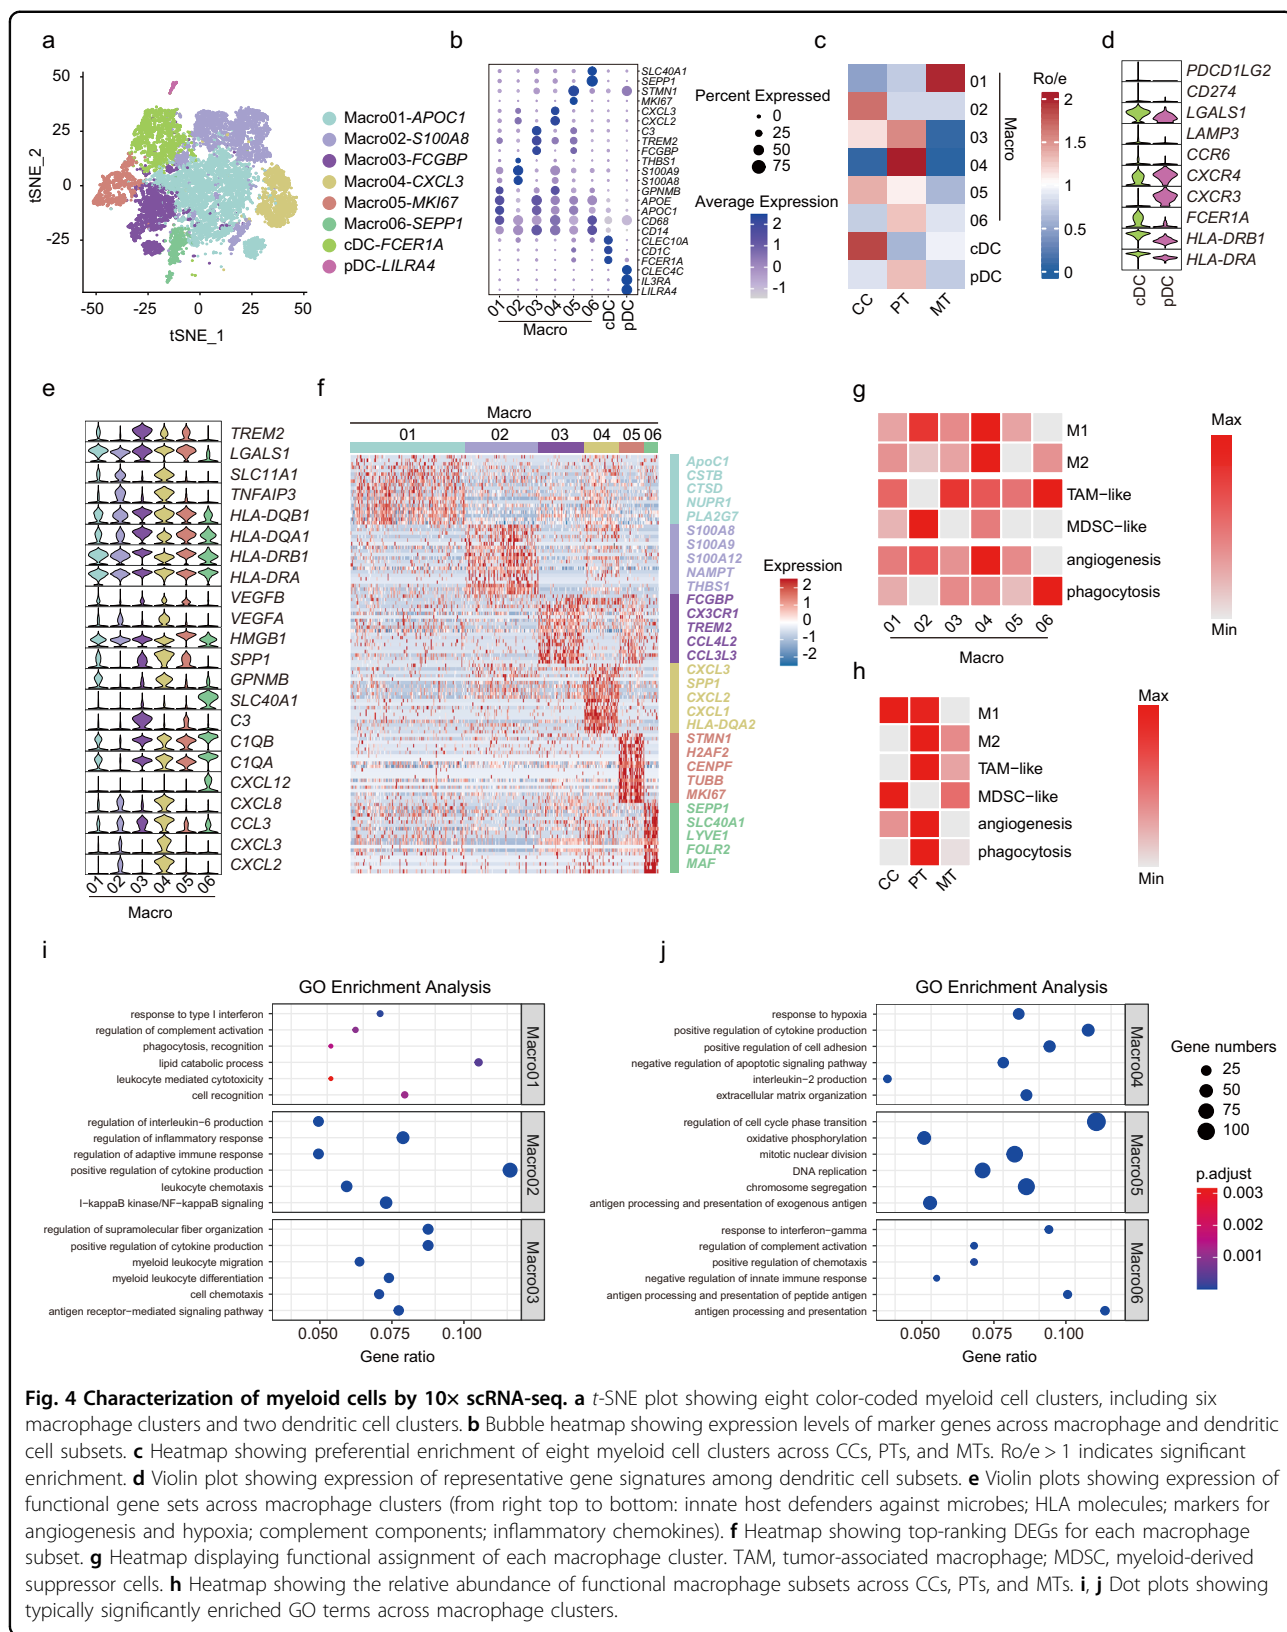 a
50
25
0
-25
tSNE_2
-50
-25
0
25
50
tSNE_1
Macro01-APOC1
Macro02-S100A8
Macro03-FCGBP
Macro04-CXCL3
Macro05-MKI67
Macro06-SEPP1
cDC-FCER1A
pDC-LILRA4
b
SLC40A1
SEPP1
STMN1
MKI67
CXCL3
CXCL2
C3
TREM2
FCGBP
THBS1
S100A9
S100A8
GPNMB
APOE
APOC1
CD68
CD14
CLEC10A
CD1C
FCER1A
CLEC4C
IL3RA
LILRA4
01
02
03
04
05
06
cDC
pDC
Macro
Percent Expressed
0
25
50
75
Average Expression
2
1
0
-1
c
01
02
03
04
05
06
cDC
pDC
Macro
CC
PT
MT
Ro/e
2
1.5
1
0.5
0
d
PDCD1LG2
CD274
LGALS1
LAMP3
CCR6
CXCR4
CXCR3
FCER1A
HLA-DRB1
HLA-DRA
cDC
pDC
e
TREM2
LGALS1
SLC11A1
TNFAIP3
HLA-DQB1
HLA-DQA1
HLA-DRB1
HLA-DRA
VEGFB
VEGFA
HMGB1
SPP1
GPNMB
SLC40A1
C3
C1QB
C1QA
CXCL12
CXCL8
CCL3
CXCL3
CXCL2
01
02
03
04
05
06
Macro
f
Macro
01
02
03
04
05
06
ApoC1
CSTB
CTSD
NUPR1
PLA2G7
S100A8
S100A9
S100A12
NAMPT
THBS1
FCGBP
CX3CR1
TREM2
CCL4L2
CCL3L3
CXCL3
SPP1
CXCL2
CXCL1
HLA-DQA2
STMN1
H2AF2
CENPF
TUBB
MKI67
SEPP1
SLC40A1
LYVE1
FOLR2
MAF
Expression
2
1
0
-1
-2
g
M1
M2
TAM-like
MDSC-like
angiogenesis
phagocytosis
01
02
03
04
05
06
Macro
Max
Min
h
M1
M2
TAM-like
MDSC-like
angiogenesis
phagocytosis
CC
PT
MT
Max
Min
i
GO Enrichment Analysis
response to type I interferon
regulation of complement activation
phagocytosis, recognition
lipid catabolic process
leukocyte mediated cytotoxicity
cell recognition
Macro01
regulation of interleukin-6 production
regulation of inflammatory response
regulation of adaptive immune response
positive regulation of cytokine production
leukocyte chemotaxis
I-kappaB kinase/NF-kappaB signaling
Macro02
regulation of supramolecular fiber organization
positive regulation of cytokine production
myeloid leukocyte migration
myeloid leukocyte differentiation
cell chemotaxis
antigen receptor-mediated signaling pathway
Macro03
0.050
0.075
0.100
Gene ratio
j
GO Enrichment Analysis
response to hypoxia
positive regulation of cytokine production
positive regulation of cell adhesion
negative regulation of apoptotic signaling pathway
interleukin-2 production
extracellular matrix organization
Macro04
regulation of cell cycle phase transition
oxidative phosphorylation
mitotic nuclear division
DNA replication
chromosome segregation
antigen processing and presentation of exogenous antigen
Macro05
response to interferon-gamma
regulation of complement activation
positive regulation of chemotaxis
negative regulation of innate immune response
antigen processing and presentation of peptide antigen
antigen processing and presentation
Macro06
0.050
0.075
0.100
Gene ratio
Gene numbers
25
50
75
100
p.adjust
0.003
0.002
0.001
Fig. 4 Characterization of myeloid cells by 10× scRNA-seq. a t-SNE plot showing eight color-coded myeloid cell clusters, including six
macrophage clusters and two dendritic cell clusters. b Bubble heatmap showing expression levels of marker genes across macrophage and dendritic
cell subsets. c Heatmap showing preferential enrichment of eight myeloid cell clusters across CCs, PTs, and MTs. Ro/e > 1 indicates significant
enrichment. d Violin plot showing expression of representative gene signatures among dendritic cell subsets. e Violin plots showing expression of
functional gene sets across macrophage clusters (from right top to bottom: innate host defenders against microbes; HLA molecules; markers for
angiogenesis and hypoxia; complement components; inflammatory chemokines). f Heatmap showing top-ranking DEGs for each macrophage
subset. g Heatmap displaying functional assignment of each macrophage cluster. TAM, tumor-associated macrophage; MDSC, myeloid-derived
suppressor cells. h Heatmap showing the relative abundance of functional macrophage subsets across CCs, PTs, and MTs. i, j Dot plots showing
typically significantly enriched GO terms across macrophage clusters.